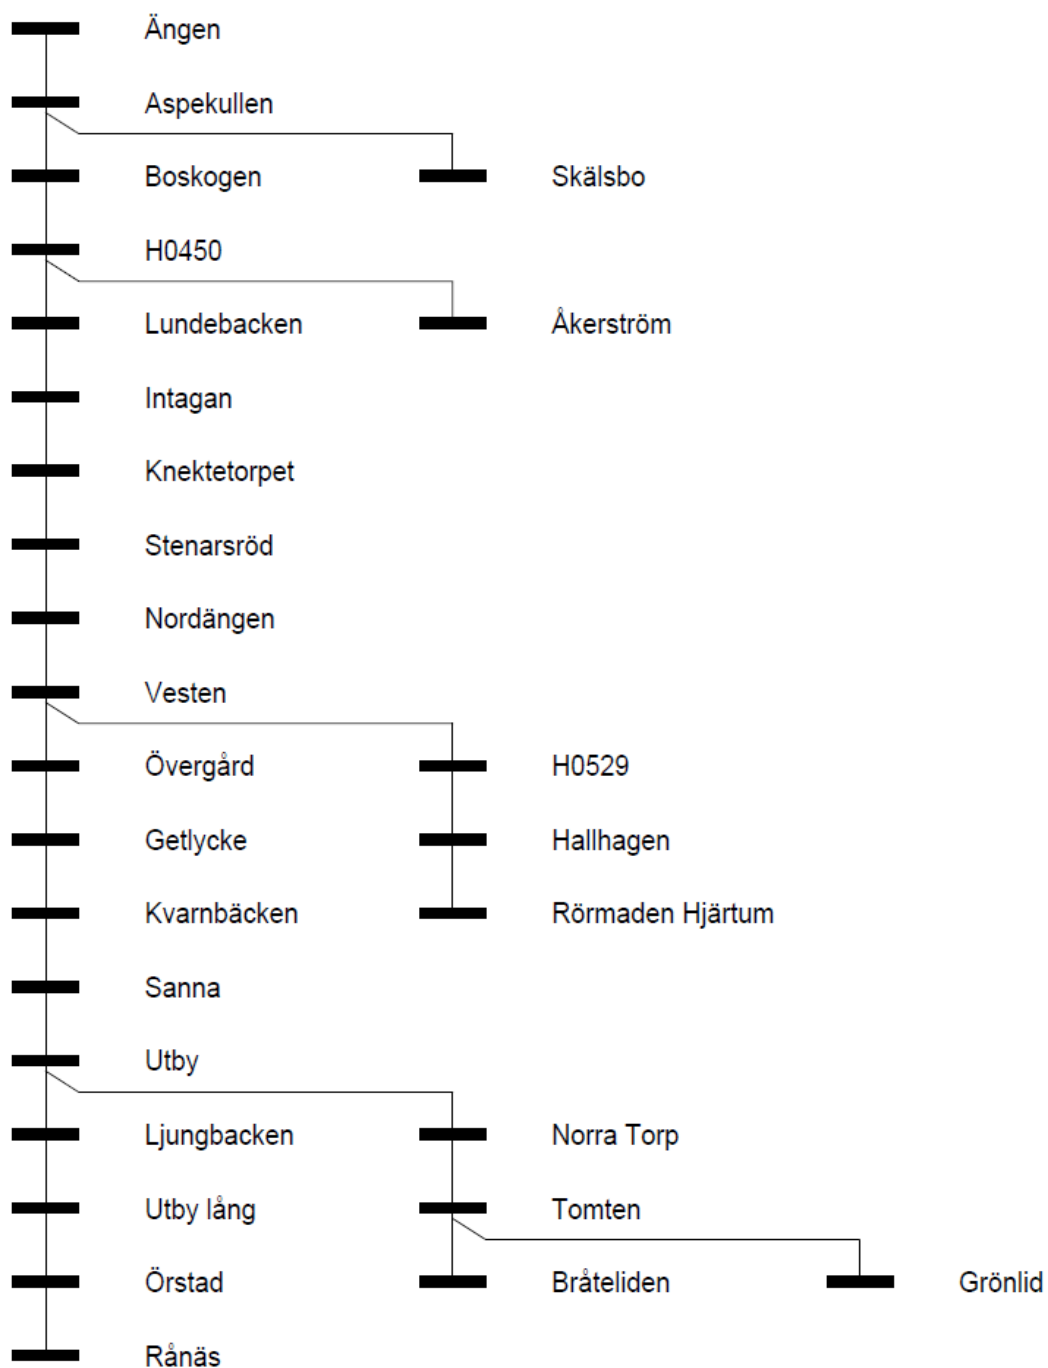 Ängen
Aspekullen
Boskogen Skälsbo
H0450
Lundebacken Åkerström
Intagan
Knektetorpet
Stenarsröd
Nordängen
Vesten
Övergård H0529
Getlycke Hallhagen
Kvarnbäcken Rörmaden Hjärtum
Sanna
Utby
Ljungbacken Norra Torp
Utby lång Tomten
Örstad Bråteliden Grönlid
Rånäs